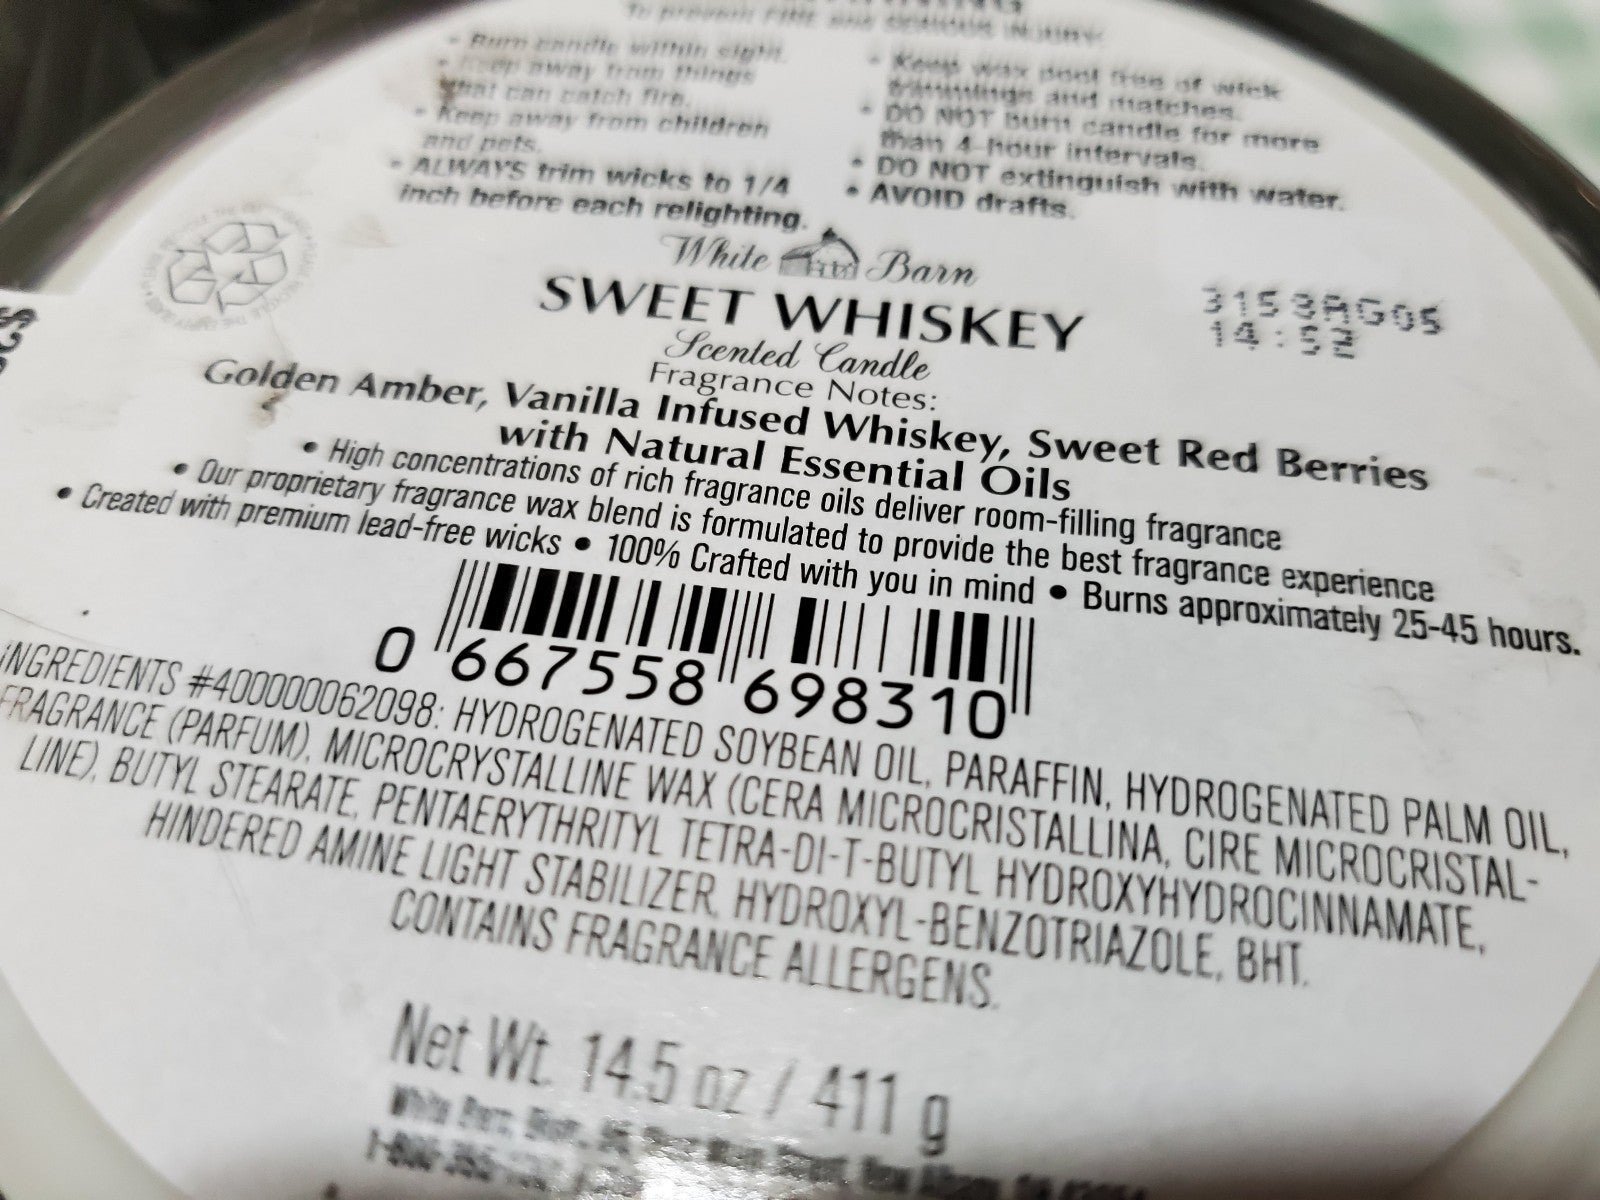 To prevent FIRE and SERIOUS INJURY:
• Burn candle within sight.
• Keep away from things
that can catch fire.
• Keep away from children
and pets.
• ALWAYS trim wicks to 1/4
inch before each relighting.
• Keep wax pool free of wick
trimmings and matches.
• DO NOT burn candle for more
than 4-hour intervals.
• DO NOT extinguish with water.
• AVOID drafts.
White Barn
SWEET WHISKEY
Scented Candle
3153AG05
14:52
Fragrance Notes:
Golden Amber, Vanilla Infused Whiskey, Sweet Red Berries
with Natural Essential Oils
• High concentrations of rich fragrance oils deliver room-filling fragrance
• Our proprietary fragrance wax blend is formulated to provide the best fragrance experience
• Created with premium lead-free wicks • 100% Crafted with you in mind • Burns approximately 25-45 hours.
0 667558 698310
INGREDIENTS #400000062098: HYDROGENATED SOYBEAN OIL, PARAFFIN, HYDROGENATED PALM OIL,
FRAGRANCE (PARFUM), MICROCRYSTALLINE WAX (CERA MICROCRISTALLINA, CIRE MICROCRISTAL-
LINE), BUTYL STEARATE, PENTAERYTHRITYL TETRA-DI-T-BUTYL HYDROXYHYDROCINNAMATE,
HINDERED AMINE LIGHT STABILIZER, HYDROXYL-BENZOTRIAZOLE, BHT.
CONTAINS FRAGRANCE ALLERGENS.
Net Wt. 14.5 oz / 411 g
White Barn